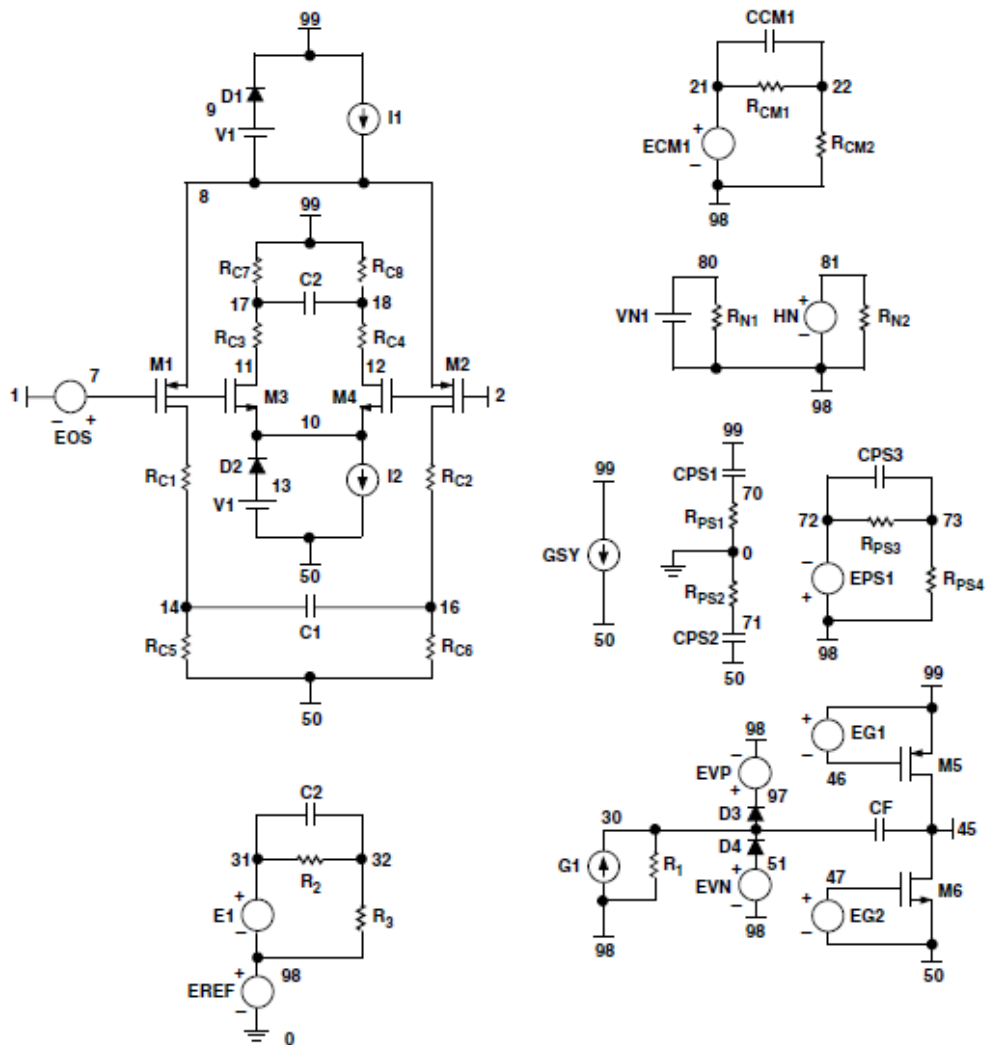 99
D1
9
V1
I1
8
99
RC7
C2
RC8
17
18
RC3
RC4
M1
11
12
M2
7
1
M3
M4
2
− +
EOS
10
D2
13
V1
I2
RC1
RC2
50
14
C1
16
RC5
RC6
50
CCM1
21
22
RCM1
+
ECM1
−
RCM2
98
80
81
VN1
RN1
+
HN
−
RN2
98
99
GSY
50
99
CPS1
70
RPS1
0
RPS2
71
CPS2
50
CPS3
72
73
RPS3
−
EPS1
+
RPS4
98
C2
31
32
R2
+
E1
−
R3
+
98
EREF
−
0
99
+
EG1
−
M5
46
98
−
EVP
+
97
D3
CF
30
45
D4
G1
R1
+
51
EVN
−
98
98
47
M6
+
EG2
−
50